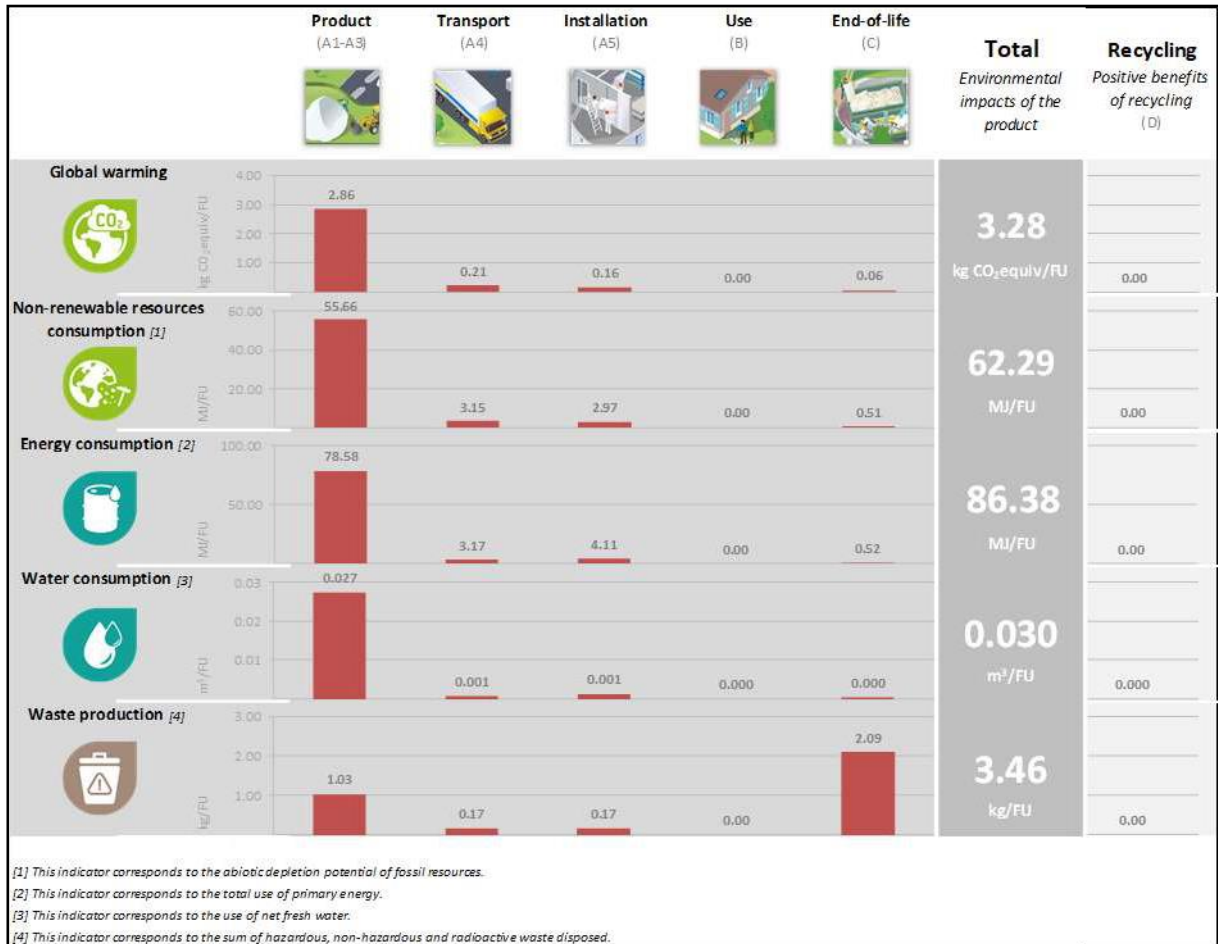 Product
(A1-A3)
Transport
(A4)
Installation
(A5)
Use
(B)
End-of-life
(C)
Total
Environmental
impacts of the
product
Recycling
Positive benefits
of recycling
(D)
Global warming
CO₂
kg CO₂equiv/FU
4.00
3.00
2.00
1.00
2.86
0.21
0.16
0.00
0.06
3.28
kg CO₂equiv/FU
0.00
Non-renewable resources
consumption [1]
MJ/FU
60.00
40.00
20.00
55.66
3.15
2.97
0.00
0.51
62.29
MJ/FU
0.00
Energy consumption [2]
MJ/FU
100.00
50.00
78.58
3.17
4.11
0.00
0.52
86.38
MJ/FU
0.00
Water consumption [3]
m³/FU
0.03
0.02
0.01
0.027
0.001
0.001
0.000
0.000
0.030
m³/FU
0.000
Waste production [4]
kg/FU
3.00
2.00
1.00
1.03
0.17
0.17
0.00
2.09
3.46
kg/FU
0.00
[1] This indicator corresponds to the abiotic depletion potential of fossil resources.
[2] This indicator corresponds to the total use of primary energy.
[3] This indicator corresponds to the use of net fresh water.
[4] This indicator corresponds to the sum of hazardous, non-hazardous and radioactive waste disposed.